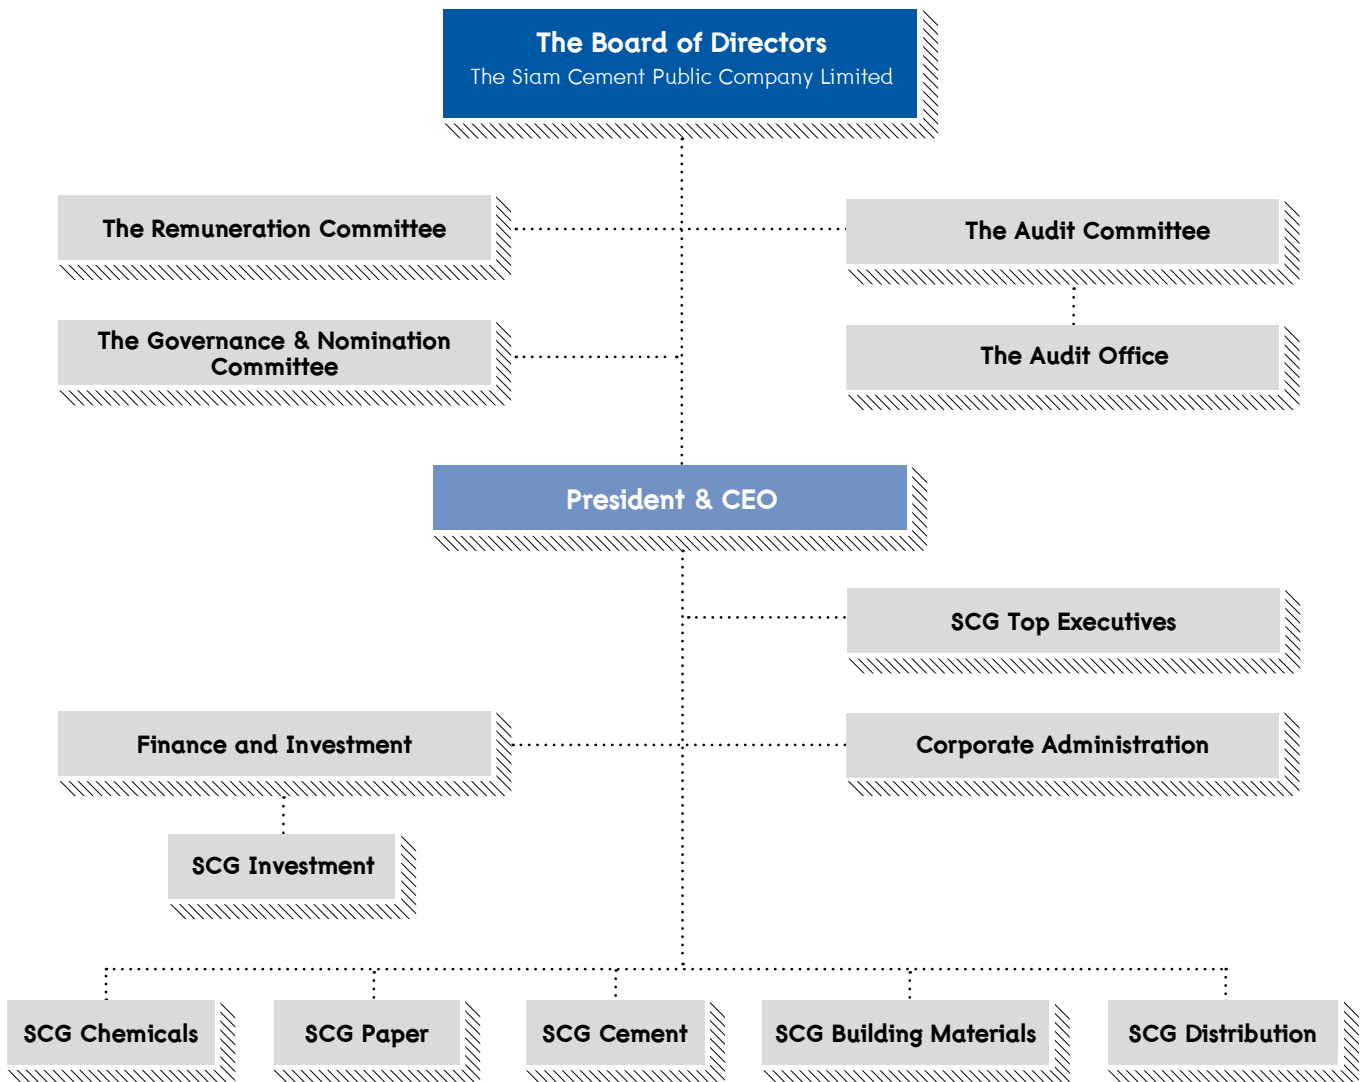 The Board of Directors
The Siam Cement Public Company Limited
The Remuneration Committee
The Audit Committee
The Governance & Nomination
Committee
The Audit Office
President & CEO
SCG Top Executives
Finance and Investment
Corporate Administration
SCG Investment
SCG Chemicals
SCG Paper
SCG Cement
SCG Building Materials
SCG Distribution